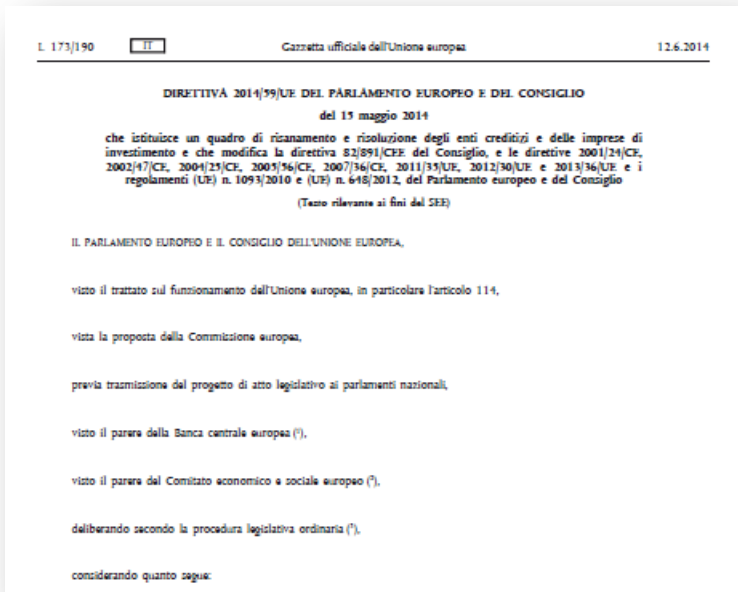 L 173/190 IT Gazzetta ufficiale dell'Unione europea 12.6.2014
DIRETTIVA 2014/59/UE DEL PARLAMENTO EUROPEO E DEL CONSIGLIO
del 15 maggio 2014
che istituisce un quadro di risanamento e risoluzione degli enti creditizi e delle imprese di
investimento e che modifica la direttiva 82/891/CEE del Consiglio, e le direttive 2001/24/CE,
2002/47/CE, 2004/25/CE, 2005/56/CE, 2007/36/CE, 2011/35/UE, 2012/30/UE e 2013/36/UE e i
regolamenti (UE) n. 1093/2010 e (UE) n. 648/2012, del Parlamento europeo e del Consiglio
(Testo rilevante ai fini del SEE)
IL PARLAMENTO EUROPEO E IL CONSIGLIO DELL'UNIONE EUROPEA,
visto il trattato sul funzionamento dell'Unione europea, in particolare l'articolo 114,
vista la proposta della Commissione europea,
previa trasmissione del progetto di atto legislativo ai parlamenti nazionali,
visto il parere della Banca centrale europea (¹),
visto il parere del Comitato economico e sociale europeo (²),
deliberando secondo la procedura legislativa ordinaria (³),
considerando quanto segue: